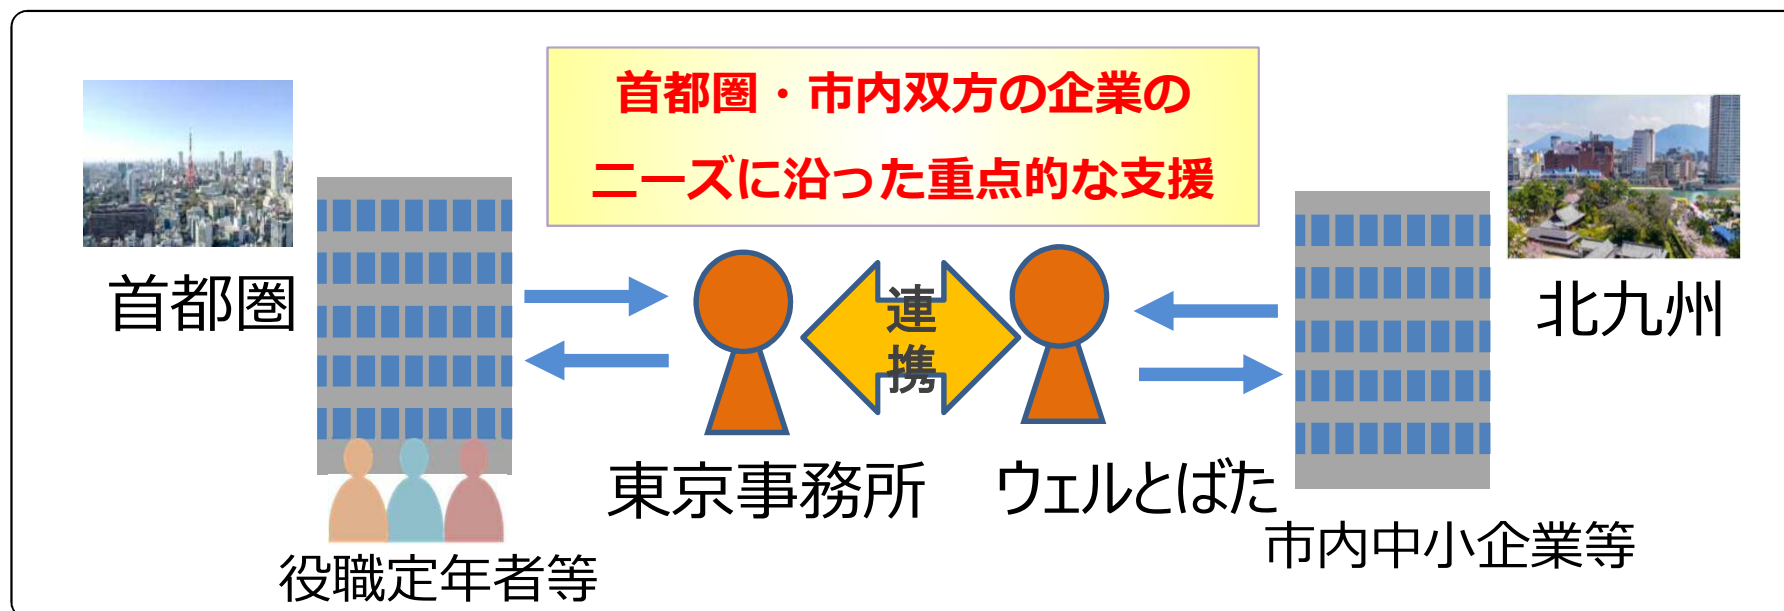 首都圏・市内双方の企業の
ニーズに沿った重点的な支援
首都圏
連
携
北九州
東京事務所
ウェルとばた
役職定年者等
市内中小企業等